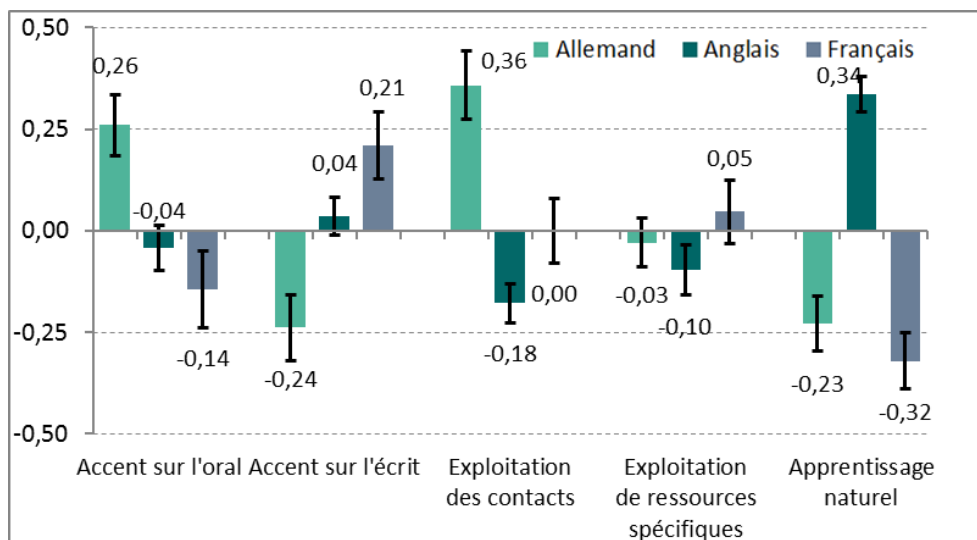 0,50
0,25
0,00
-0,25
-0,50
Allemand Anglais Français
0,26
-0,04
-0,14
-0,24
0,04
0,21
0,36
-0,18
0,00
-0,03
-0,10
0,05
-0,23
0,34
-0,32
Accent sur l'oral
Accent sur l'écrit
Exploitation
des contacts
Exploitation
de ressources
spécifiques
Apprentissage
naturel